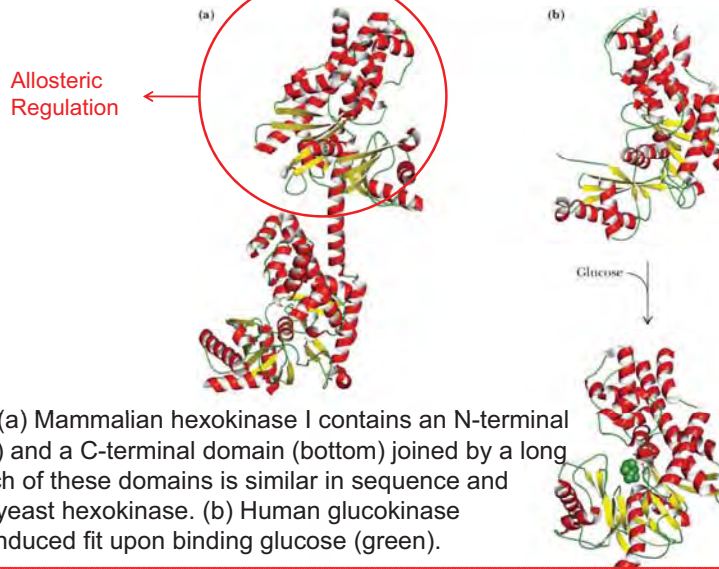 (a)
(b)
Allosteric
Regulation
Glucose
(a) Mammalian hexokinase I contains an N-terminal
) and a C-terminal domain (bottom) joined by a long
ch of these domains is similar in sequence and
yeast hexokinase. (b) Human glucokinase
nduced fit upon binding glucose (green).